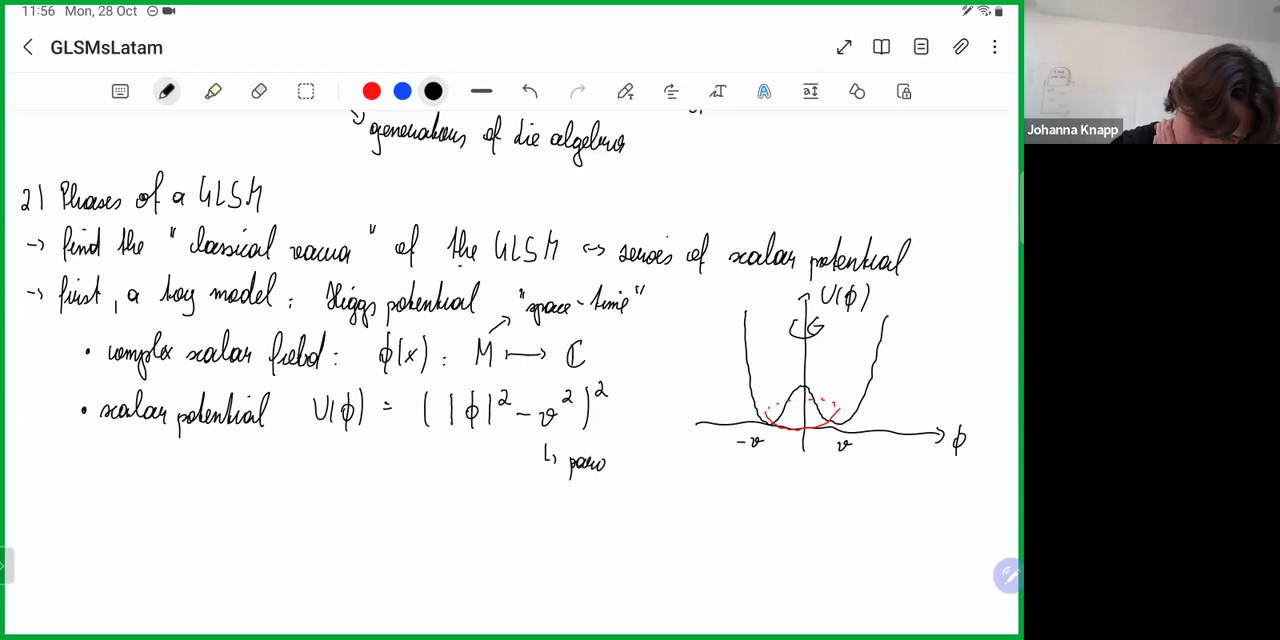 11:56 Mon, 28 Oct
GLSMsLatam
Johanna Knapp
↳ generators of Lie algebra
2) Phases of a GLSM
→ find the "classical vacua" of the GLSM ↔ zeroes of scalar potential
→ first, a toy model: Higgs potential "space-time"
U(ϕ)
• complex scalar field: ϕ(x): M ↦ ℂ
• scalar potential U(ϕ) = (|ϕ|² - v²)²
-v v ϕ
↳ para